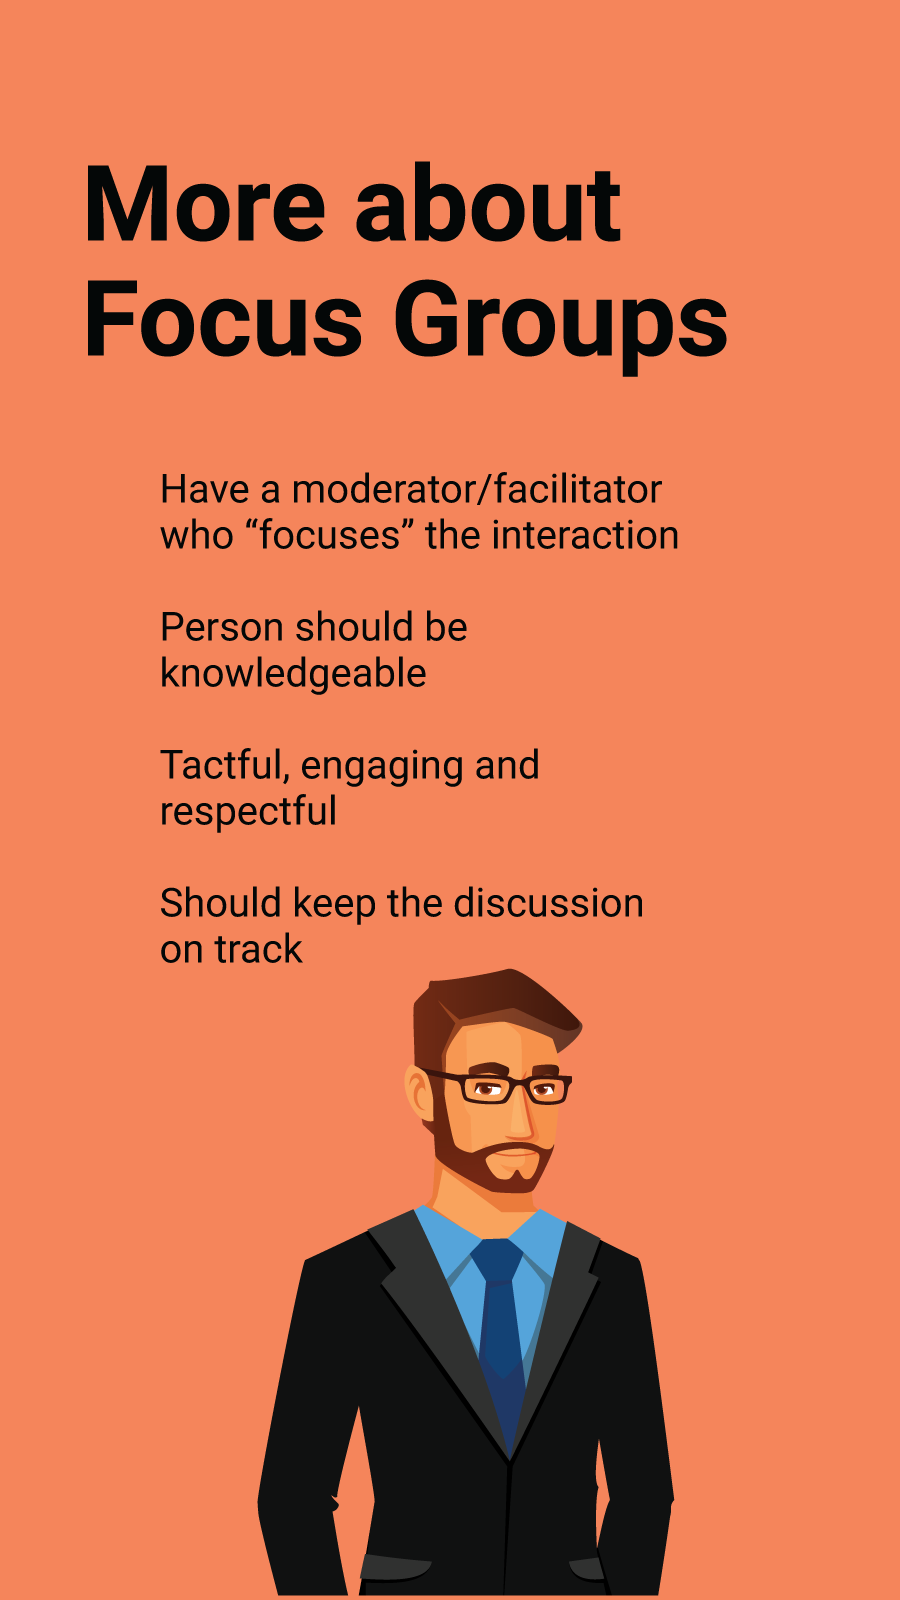 More about
Focus Groups
Have a moderator/facilitator
who “focuses” the interaction
Person should be
knowledgeable
Tactful, engaging and
respectful
Should keep the discussion
on track